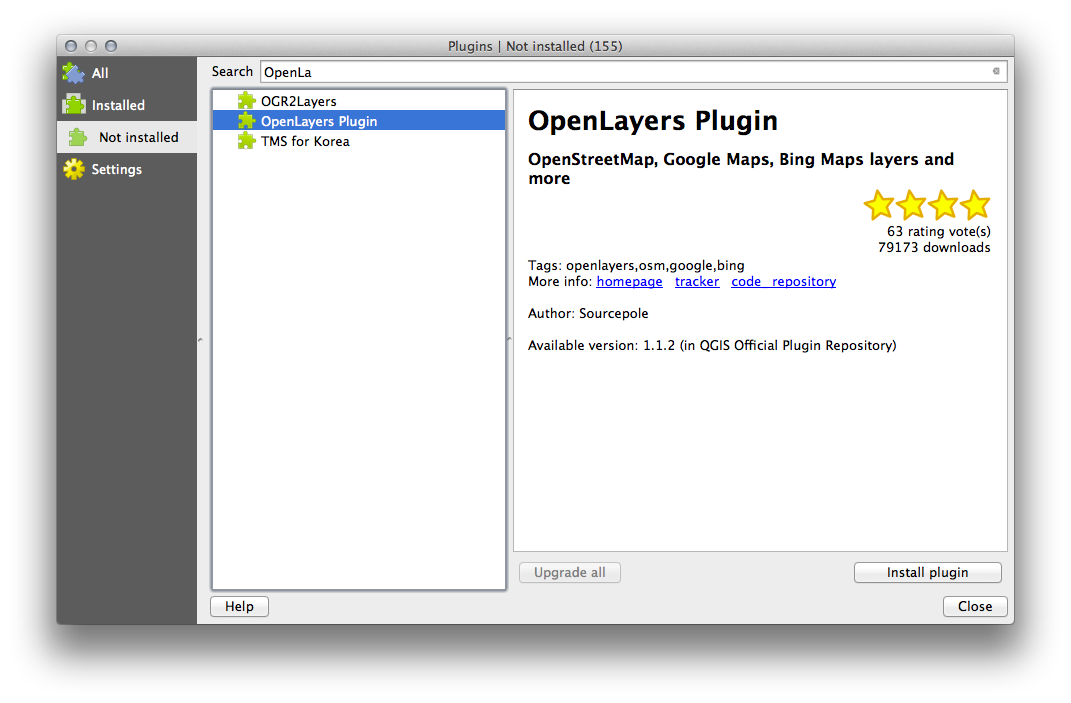 Plugins | Not installed (155)
All
Installed
Not installed
Settings
Search OpenLa
OGR2Layers
OpenLayers Plugin
TMS for Korea
OpenLayers Plugin
OpenStreetMap, Google Maps, Bing Maps layers and
more
63 rating vote(s)
79173 downloads
Tags: openlayers,osm,google,bing
More info: homepage tracker code_repository
Author: Sourcepole
Available version: 1.1.2 (in QGIS Official Plugin Repository)
Upgrade all Install plugin
Help Close